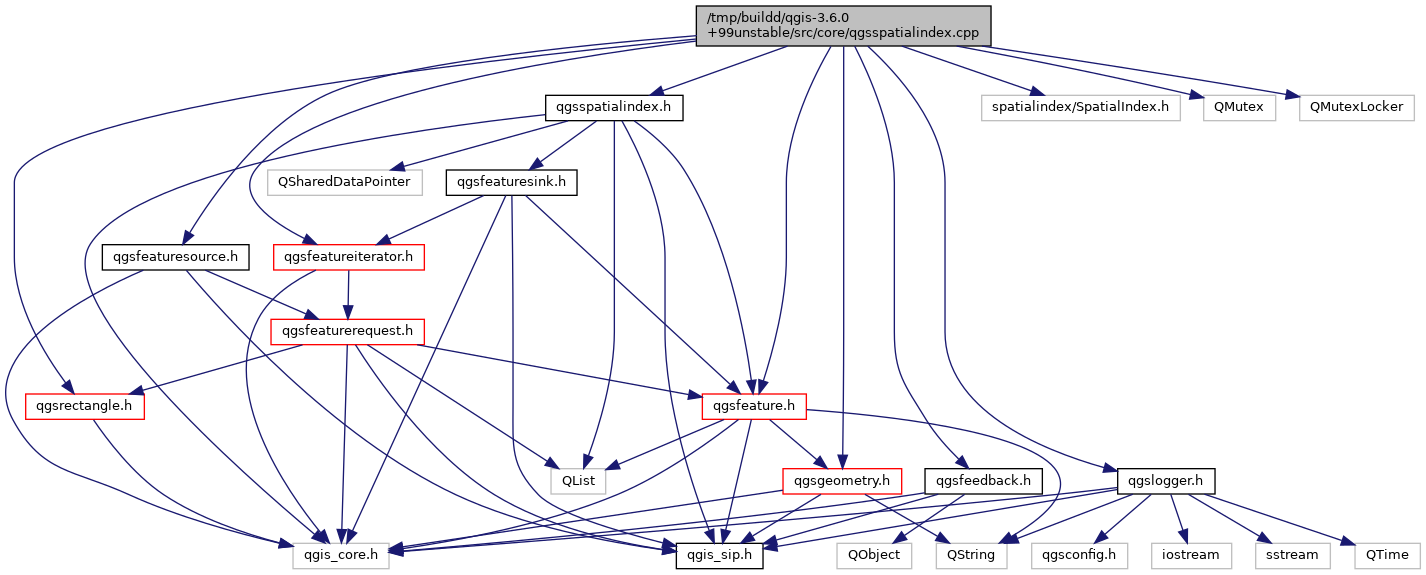 /tmp/buildd/qgis-3.6.0
+99unstable/src/core/qgsspatialindex.cpp
qgsspatialindex.h
spatialindex/SpatialIndex.h
QMutex
QMutexLocker
QSharedDataPointer
qgsfeaturesink.h
qgsfeaturesource.h
qgsfeatureiterator.h
qgsfeaturerequest.h
qgsrectangle.h
qgsfeature.h
QList
qgsgeometry.h
qgsfeedback.h
qgslogger.h
qgis_core.h
qgis_sip.h
QObject
QString
qgsconfig.h
iostream
sstream
QTime